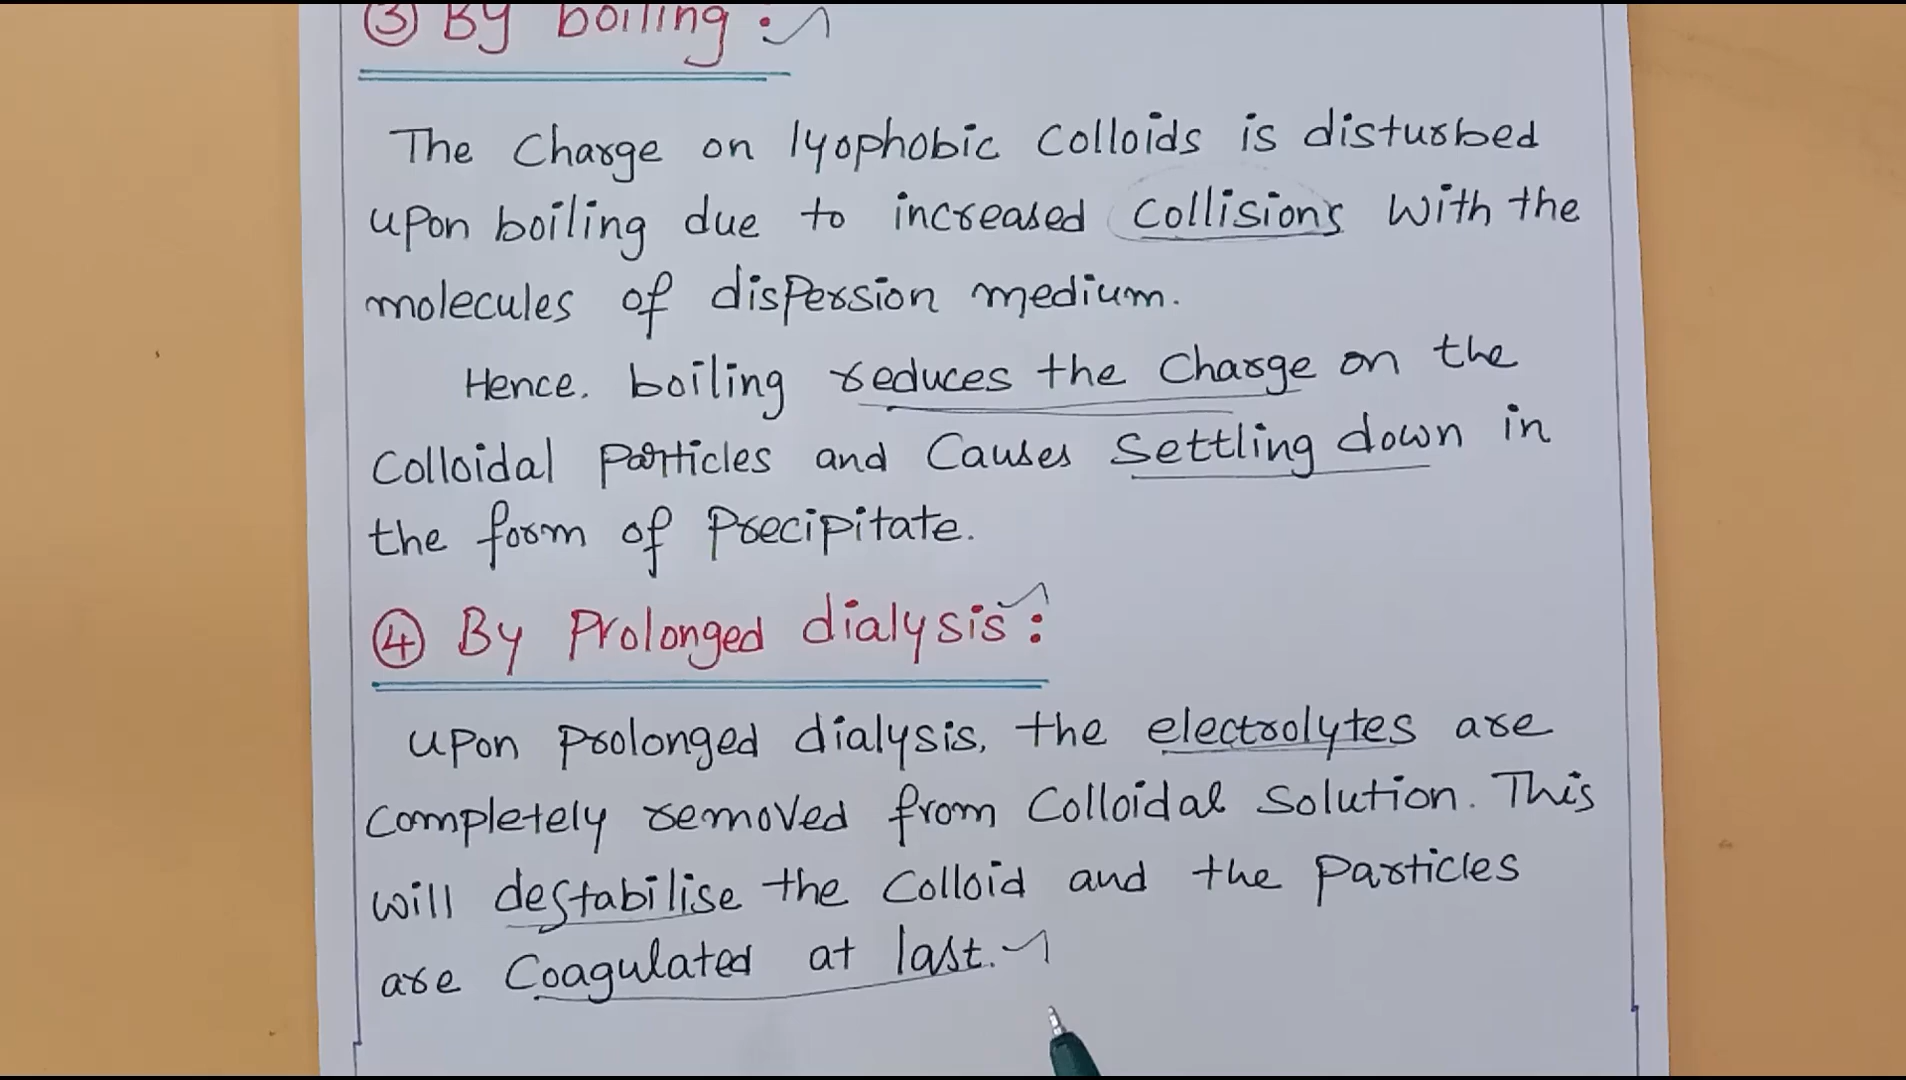 ③ By boiling :
The Charge on lyophobic Colloids is disturbed
upon boiling due to increased Collisions with the
molecules of dispersion medium.
Hence, boiling reduces the Charge on the
Colloidal particles and Causes Settling down in
the form of Precipitate.
④ By Prolonged dialysis :
upon prolonged dialysis, the electrolytes are
completely removed from Colloidal Solution. This
will destabilise the Colloid and the particles
are Coagulated at last.